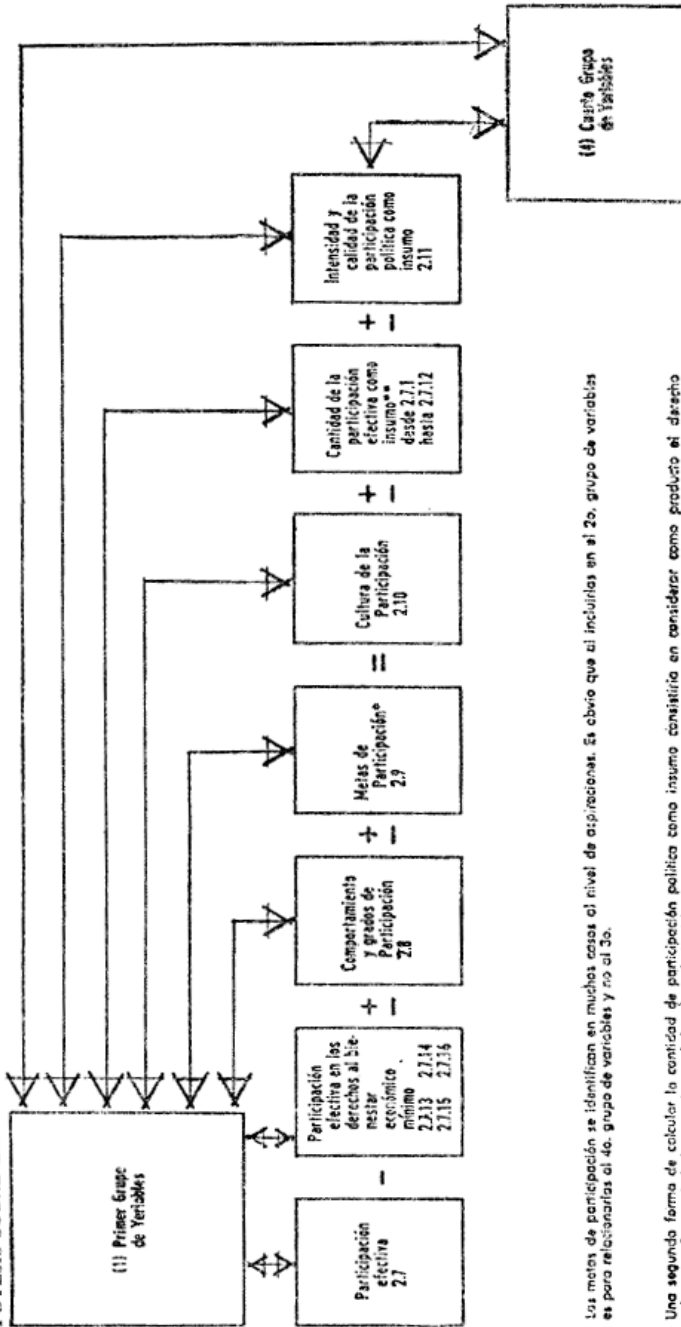 (1) Primer Grupo
de Variables
Participación
efectiva
2.7
−
Participación
efectiva en los
derechos al bie-
nestar
económico
mínimo
2.7.13 2.7.14
2.7.15 2.7.16
+
−
Comportamiento
y grados de
Participación
2.8
+
−
Metas de
Participación*
2.9
=
Cultura de la
Participación
2.10
+
−
Cantidad de la
participación
efectiva como
insumo**
desde 2.7.1
hasta 2.7.12
+
−
Intensidad y
calidad de la
participación
política como
insumo
2.11
(4) Cuarto Grupo
de Variables
Las metas de participación se identifican en muchos casos al nivel de aspiraciones. Es obvio que al incluirlas en el 2o. grupo de variables
es para relacionarlas al 4o. grupo de variables y no al 3o.
Una segunda forma de calcular la cantidad de participación política como insumo consistiría en considerar como producto el derecho